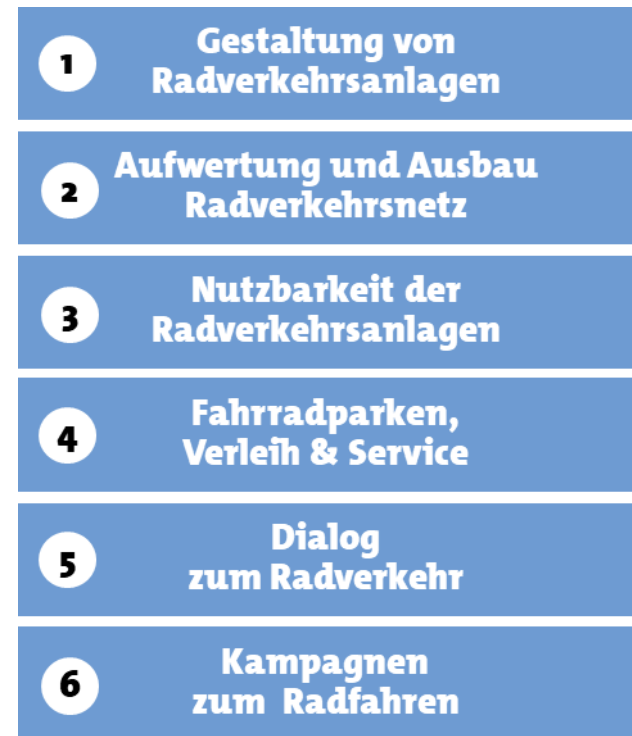 1
Gestaltung von
Radverkehrsanlagen
2
Aufwertung und Ausbau
Radverkehrsnetz
3
Nutzbarkeit der
Radverkehrsanlagen
4
Fahrradparken,
Verleih & Service
5
Dialog
zum Radverkehr
6
Kampagnen
zum Radfahren